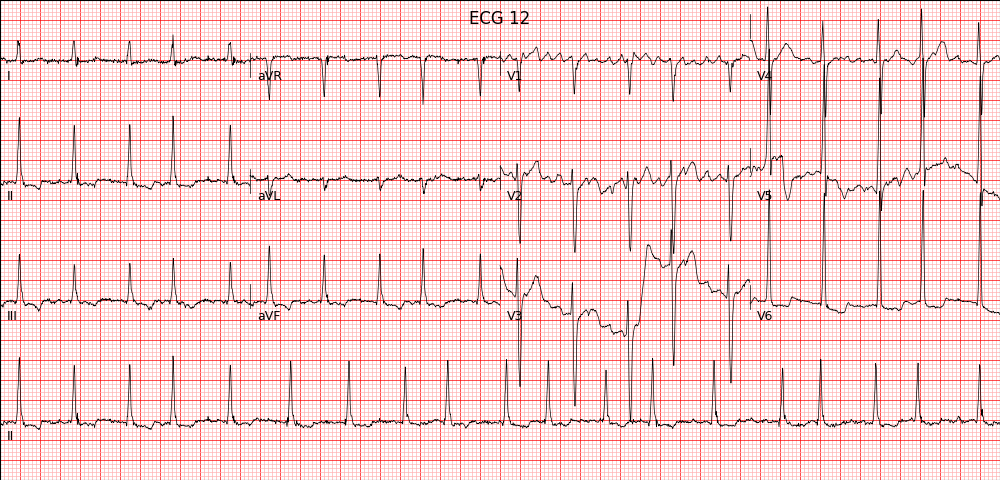 ECG 12
I aVR V1 V4
II aVL V2 V5
III aVF V3 V6
II